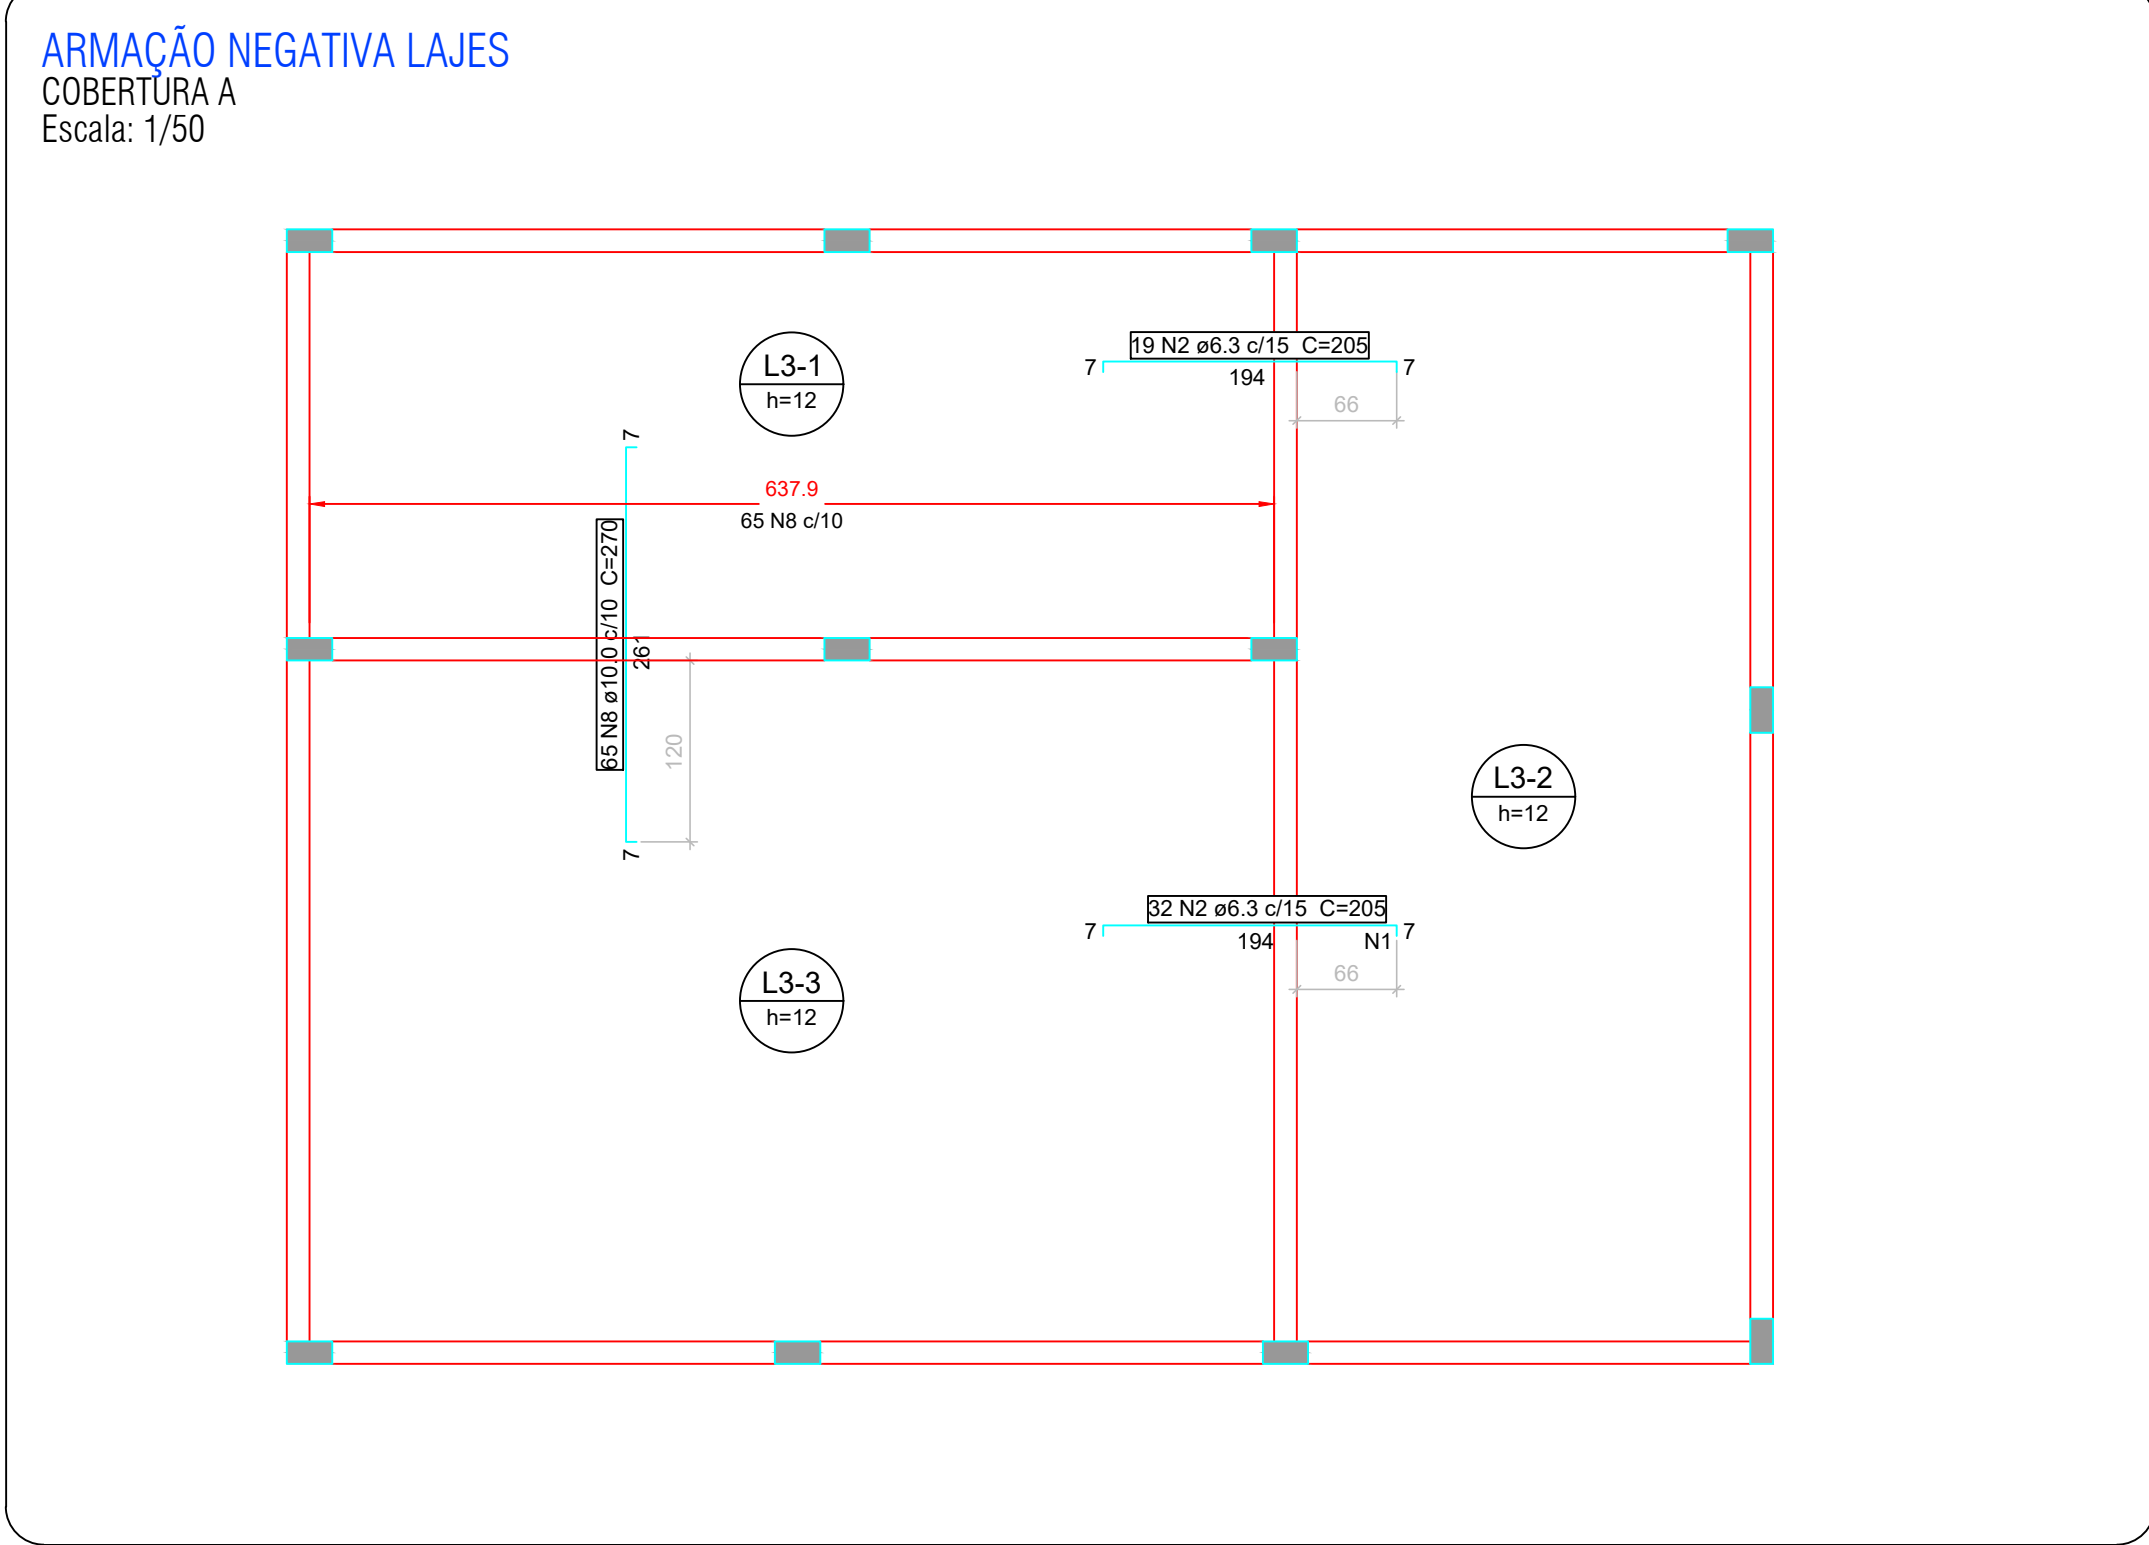 ARMAÇÃO NEGATIVA LAJES
COBERTURA A
Escala: 1/50
L3-1
h=12
19 N2 ø6.3 c/15 C=205
7
7
194
66
7
637.9
65 N8 c/10
65 N8 ø10.0 c/10 C=270
261
120
7
L3-2
h=12
32 N2 ø6.3 c/15 C=205
7
7
194
N1
66
L3-3
h=12